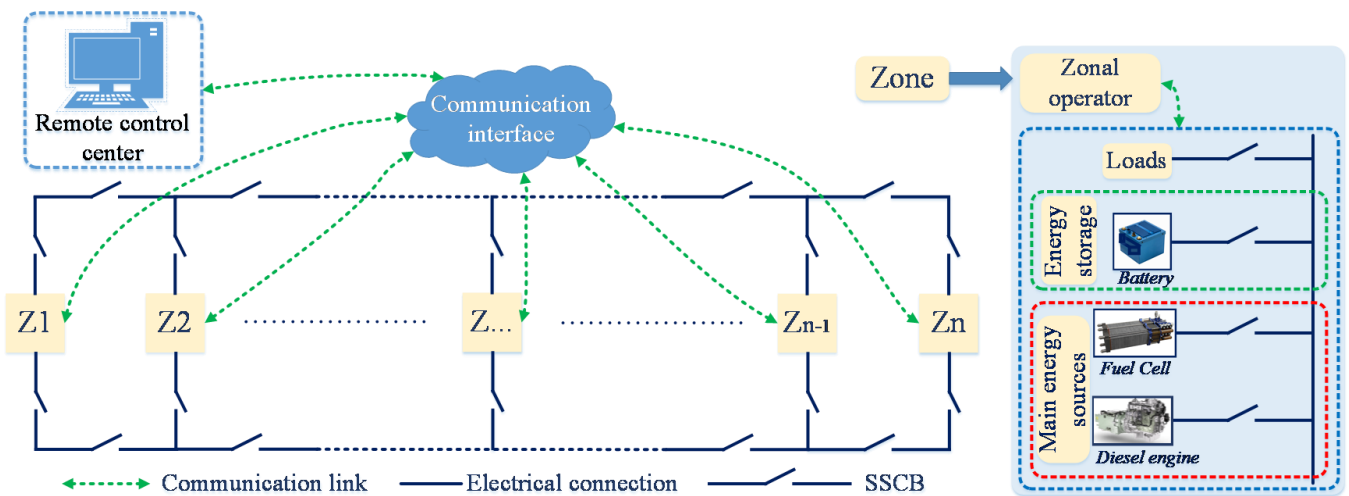 Remote control
center
Communication
interface
Zone
Zonal
operator
Loads
Energy
storage
Battery
Main energy
sources
Fuel Cell
Diesel engine
Z1
Z2
Z...
Zn-1
Zn
Communication link
Electrical connection
SSCB